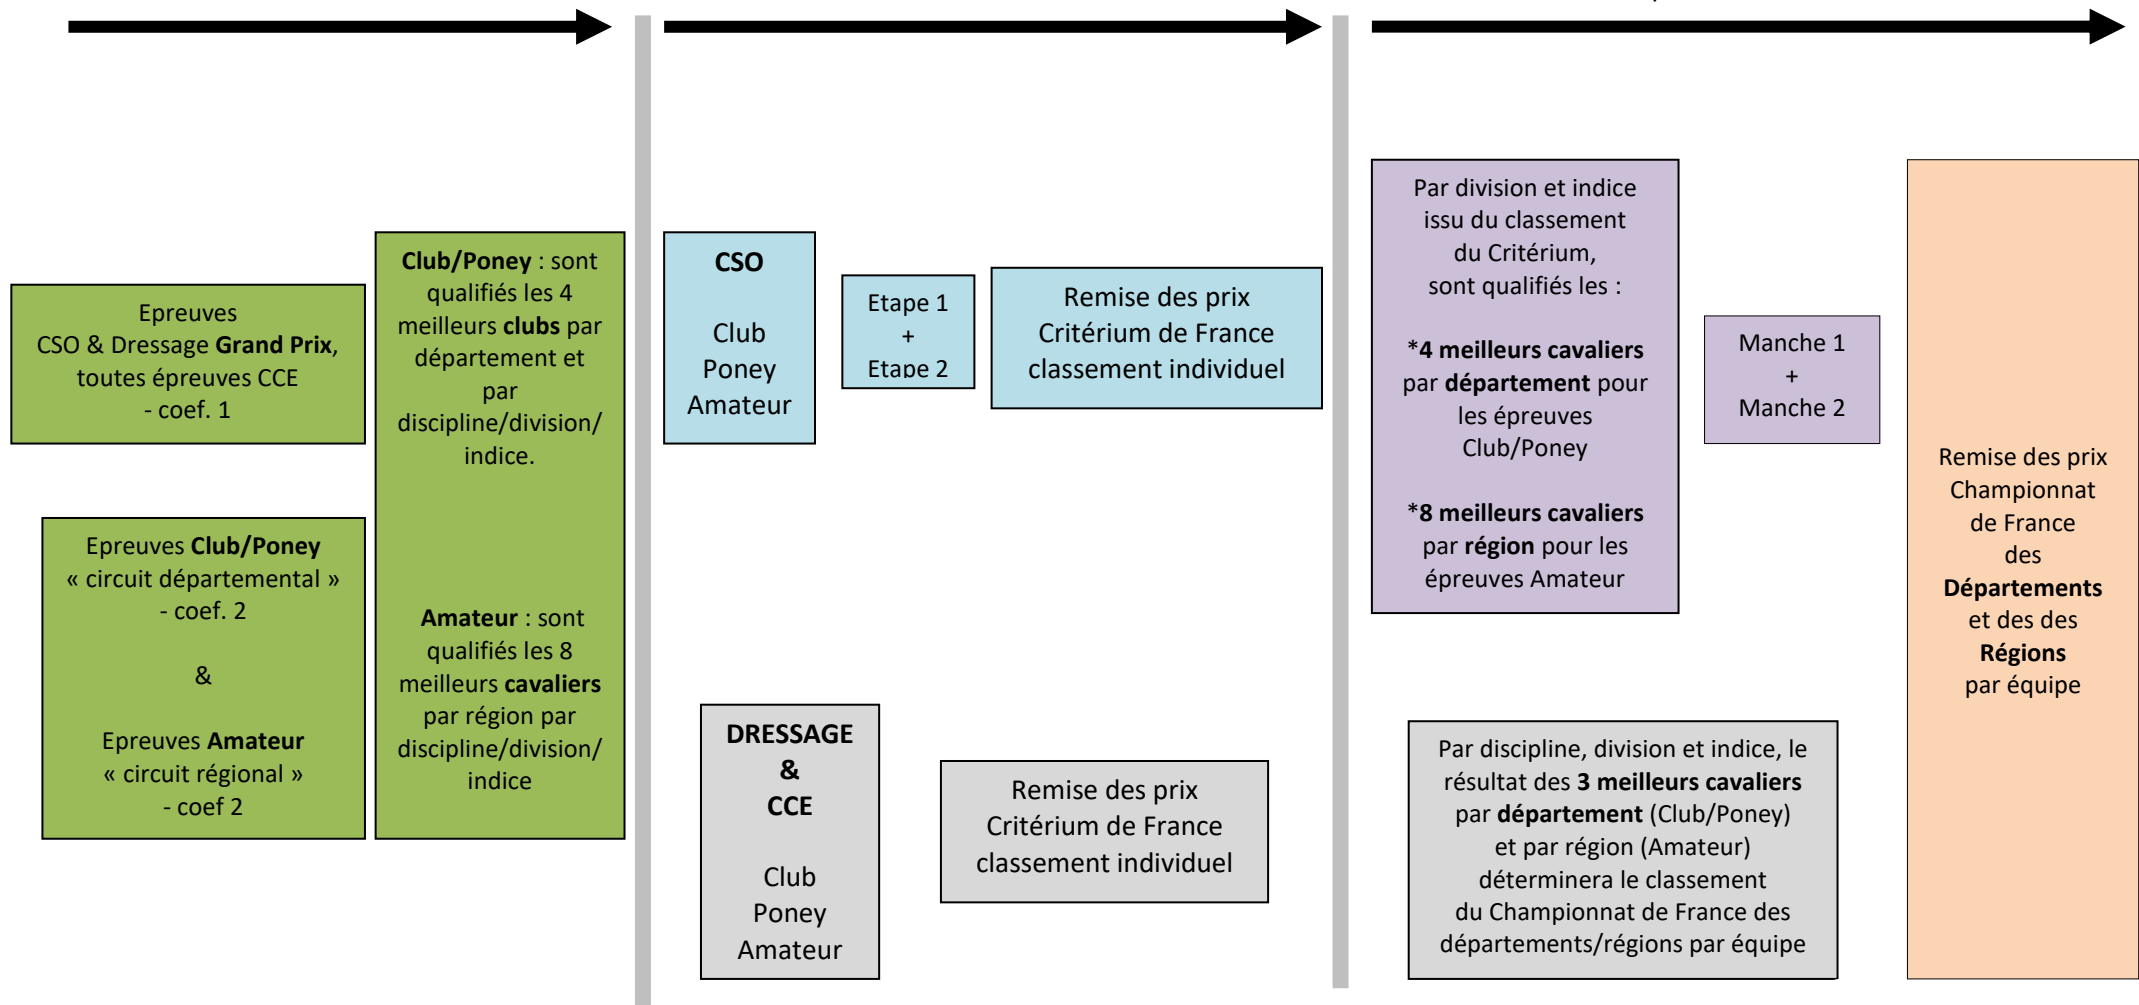 Epreuves
CSO & Dressage Grand Prix,
toutes épreuves CCE
- coef. 1
Epreuves Club/Poney
« circuit départemental »
- coef. 2
&
Epreuves Amateur
« circuit régional »
- coef 2
Club/Poney : sont
qualifiés les 4
meilleurs clubs par
département et
par
discipline/division/
indice.
Amateur : sont
qualifiés les 8
meilleurs cavaliers
par région par
discipline/division/
indice
CSO
Club
Poney
Amateur
Etape 1
+
Etape 2
Remise des prix
Critérium de France
classement individuel
DRESSAGE
&
CCE
Club
Poney
Amateur
Remise des prix
Critérium de France
classement individuel
Par division et indice
issu du classement
du Critérium,
sont qualifiés les :
*4 meilleurs cavaliers
par département pour
les épreuves
Club/Poney
*8 meilleurs cavaliers
par région pour les
épreuves Amateur
Manche 1
+
Manche 2
Par discipline, division et indice, le
résultat des 3 meilleurs cavaliers
par département (Club/Poney)
et par région (Amateur)
déterminera le classement
du Championnat de France des
départements/régions par équipe
Remise des prix
Championnat
de France
des
Départements
et des des
Régions
par équipe